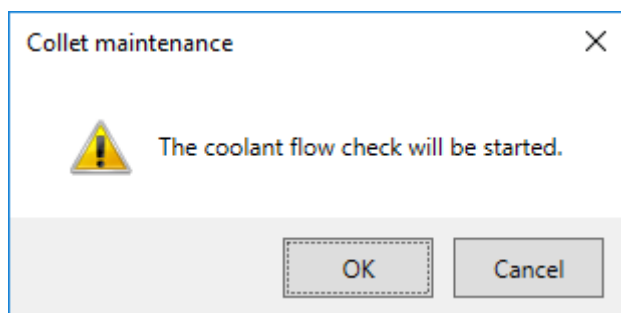 Collet maintenance
The coolant flow check will be started.
OK
Cancel